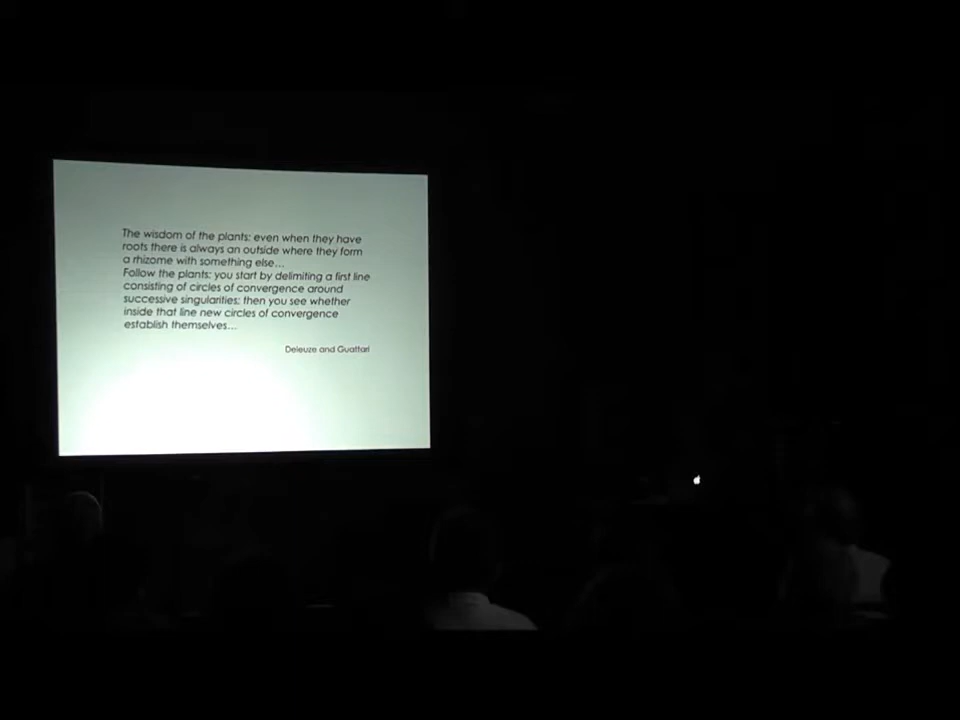 The wisdom of the plants: even when they have
roots there is always an outside where they form
a rhizome with something else...
Follow the plants: you start by delimiting a first line
consisting of circles of convergence around
successive singularities; then you see whether
inside that line new circles of convergence
establish themselves...
Deleuze and Guattari